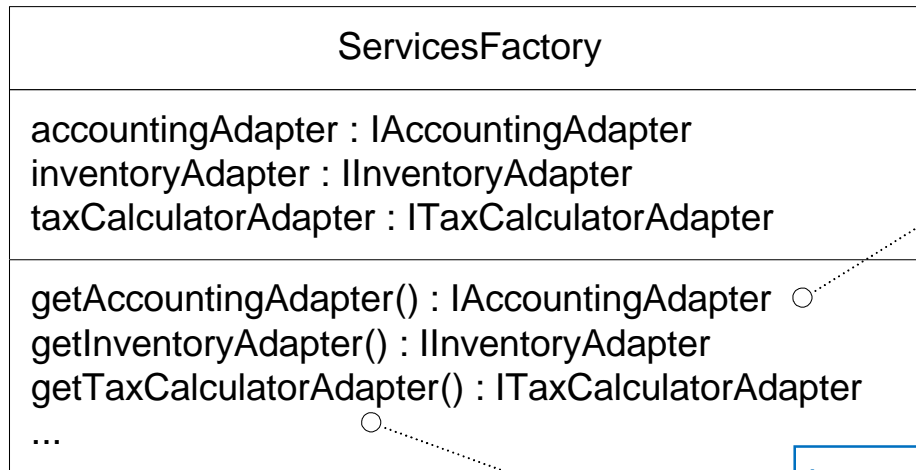 ServicesFactory
accountingAdapter : IAccountingAdapter
inventoryAdapter : IInventoryAdapter
taxCalculatorAdapter : ITaxCalculatorAdapter
getAccountingAdapter() : IAccountingAdapter
getInventoryAdapter() : IInventoryAdapter
getTaxCalculatorAdapter() : ITaxCalculatorAdapter
...